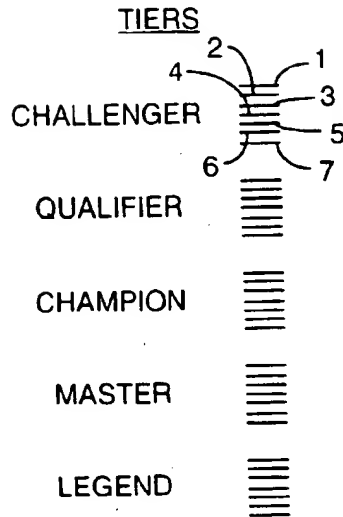 TIERS
2 1
4 3
CHALLENGER 5
6 7
QUALIFIER
CHAMPION
MASTER
LEGEND